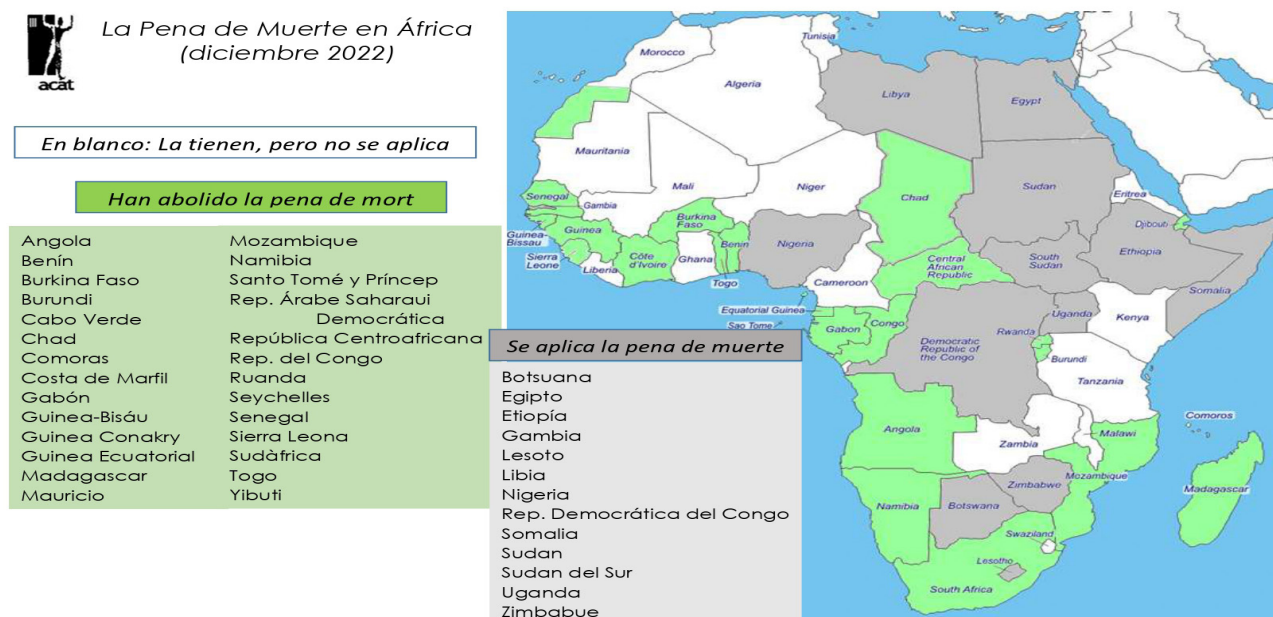 La Pena de Muerte en África
(diciembre 2022)
acat
En blanco: La tienen, pero no se aplica
Han abolido la pena de mort
Angola
Benín
Burkina Faso
Burundi
Cabo Verde
Chad
Comoras
Costa de Marfil
Gabón
Guinea-Bisáu
Guinea Conakry
Guinea Ecuatorial
Madagascar
Mauricio
Mozambique
Namibia
Santo Tomé y Príncep
Rep. Árabe Saharaui
Democrática
República Centroafricana
Rep. del Congo
Ruanda
Seychelles
Senegal
Sierra Leona
Sudàfrica
Togo
Yibuti
Se aplica la pena de muerte
Botsuana
Egipto
Etiopía
Gambia
Lesoto
Libia
Nigeria
Rep. Democrática del Congo
Somalia
Sudan
Sudan del Sur
Uganda
Zimbabue
Morocco
Tunisia
Algeria
Libya
Egypt
Mauritania
Mali
Niger
Chad
Sudan
Eritrea
Djibouti
Senegal
Gambia
Guinea-
Bissau
Guinea
Sierra
Leone
Liberia
Côte
d'Ivoire
Burkina
Faso
Ghana
Benin
Togo
Nigeria
Cameroon
Central
African
Republic
South
Sudan
Ethiopia
Somalia
Equatorial Guinea
Sao Tome
Gabon
Congo
Democratic
Republic of
the Congo
Uganda
Rwanda
Burundi
Kenya
Tanzania
Comoros
Angola
Zambia
Malawi
Mozambique
Zimbabwe
Madagascar
Namibia
Botswana
Swaziland
Lesotho
South Africa